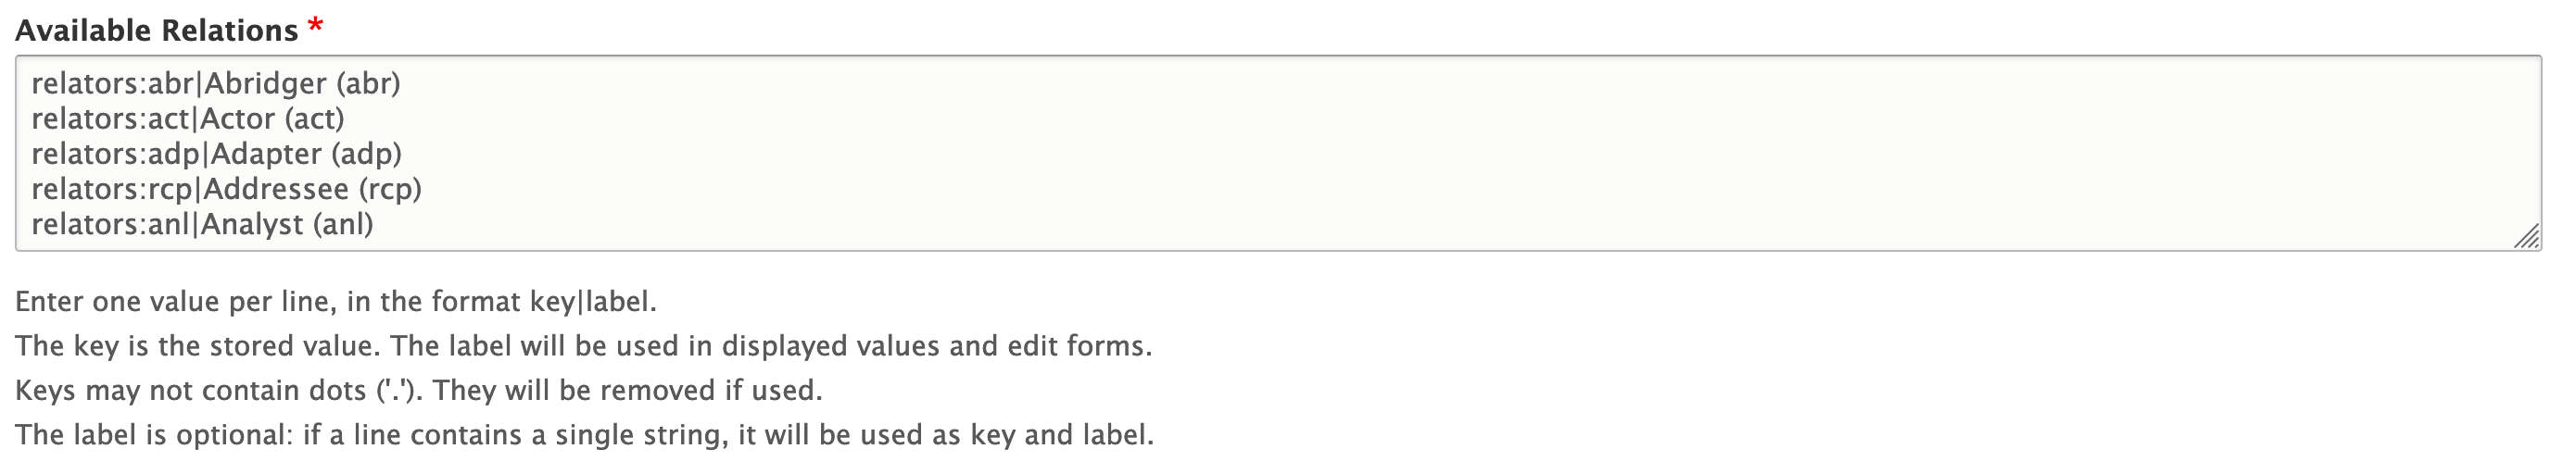 Available Relations *
relators:abr|Abridger (abr)
relators:act|Actor (act)
relators:adp|Adapter (adp)
relators:rcp|Addressee (rcp)
relators:anl|Analyst (anl)
Enter one value per line, in the format key|label.
The key is the stored value. The label will be used in displayed values and edit forms.
Keys may not contain dots ('.'). They will be removed if used.
The label is optional: if a line contains a single string, it will be used as key and label.